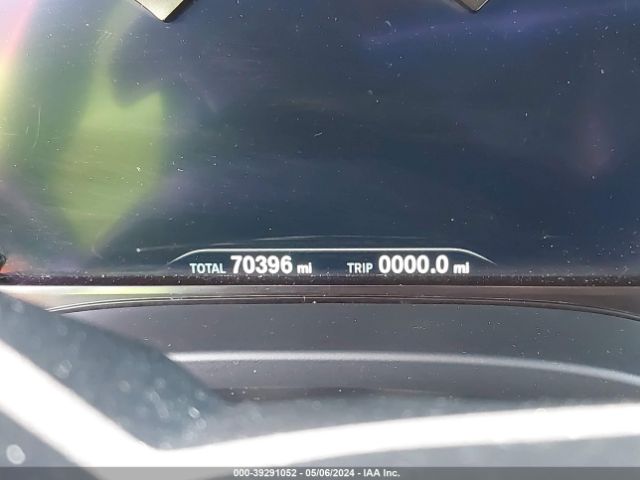 TOTAL 70396 mi TRIP 0000.0 mi
000-39291052 - 05/06/2024 - IAA Inc.